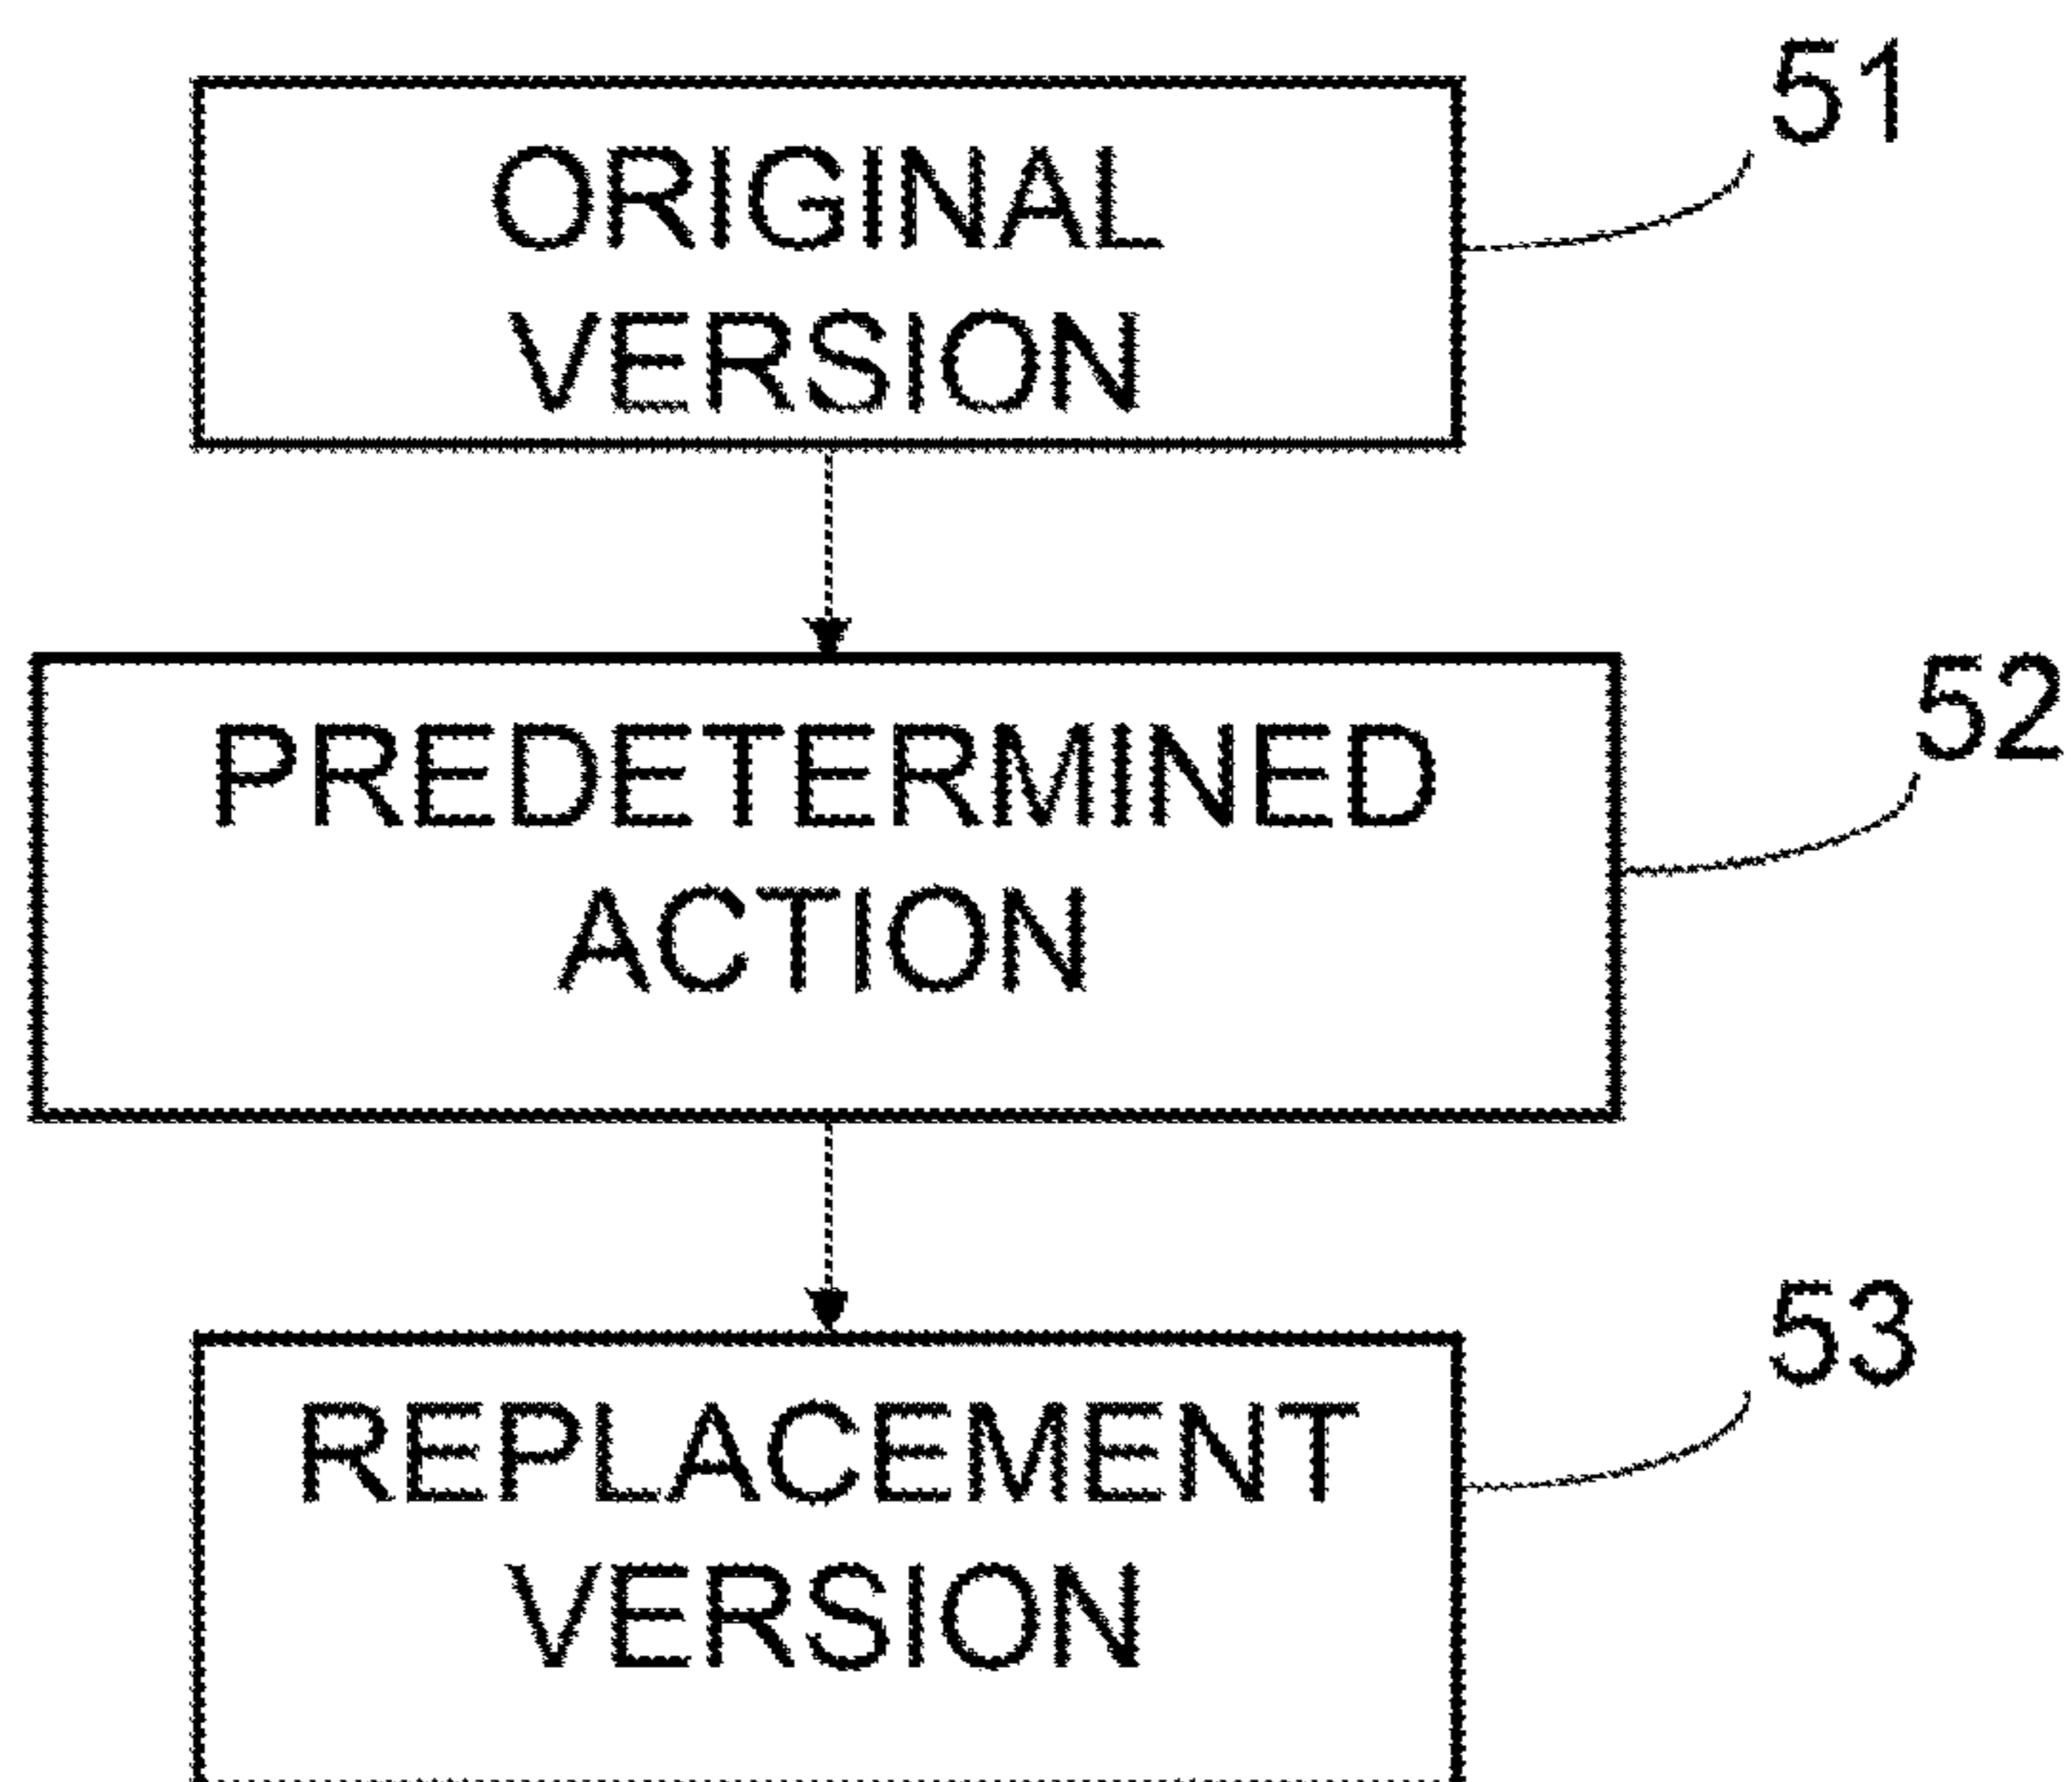 51
ORIGINAL
VERSION
52
PREDETERMINED
ACTION
53
REPLACEMENT
VERSION